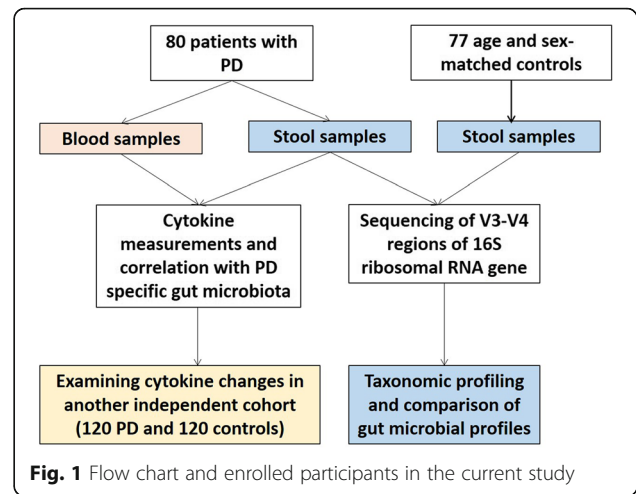 80 patients with
PD
77 age and sex-
matched controls
Blood samples
Stool samples
Stool samples
Cytokine
measurements and
correlation with PD
specific gut microbiota
Sequencing of V3-V4
regions of 16S
ribosomal RNA gene
Examining cytokine changes in
another independent cohort
(120 PD and 120 controls)
Taxonomic profiling
and comparison of
gut microbial profiles
Fig. 1 Flow chart and enrolled participants in the current study